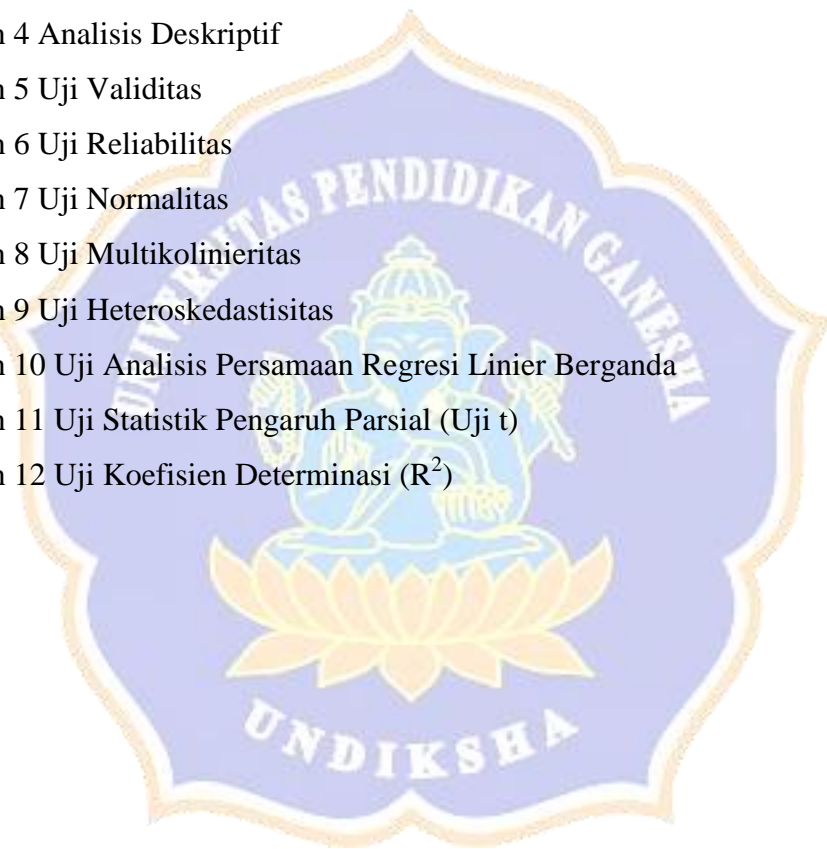 n 4 Analisis Deskriptif
n 5 Uji Validitas
n 6 Uji Reliabilitas
n 7 Uji Normalitas
n 8 Uji Multikolinieritas
n 9 Uji Heteroskedastisitas
n 10 Uji Analisis Persamaan Regresi Linier Berganda
n 11 Uji Statistik Pengaruh Parsial (Uji t)
n 12 Uji Koefisien Determinasi (R²)
UNIVERSITAS PENDIDIKAN GANESHA
UNDIKSHA